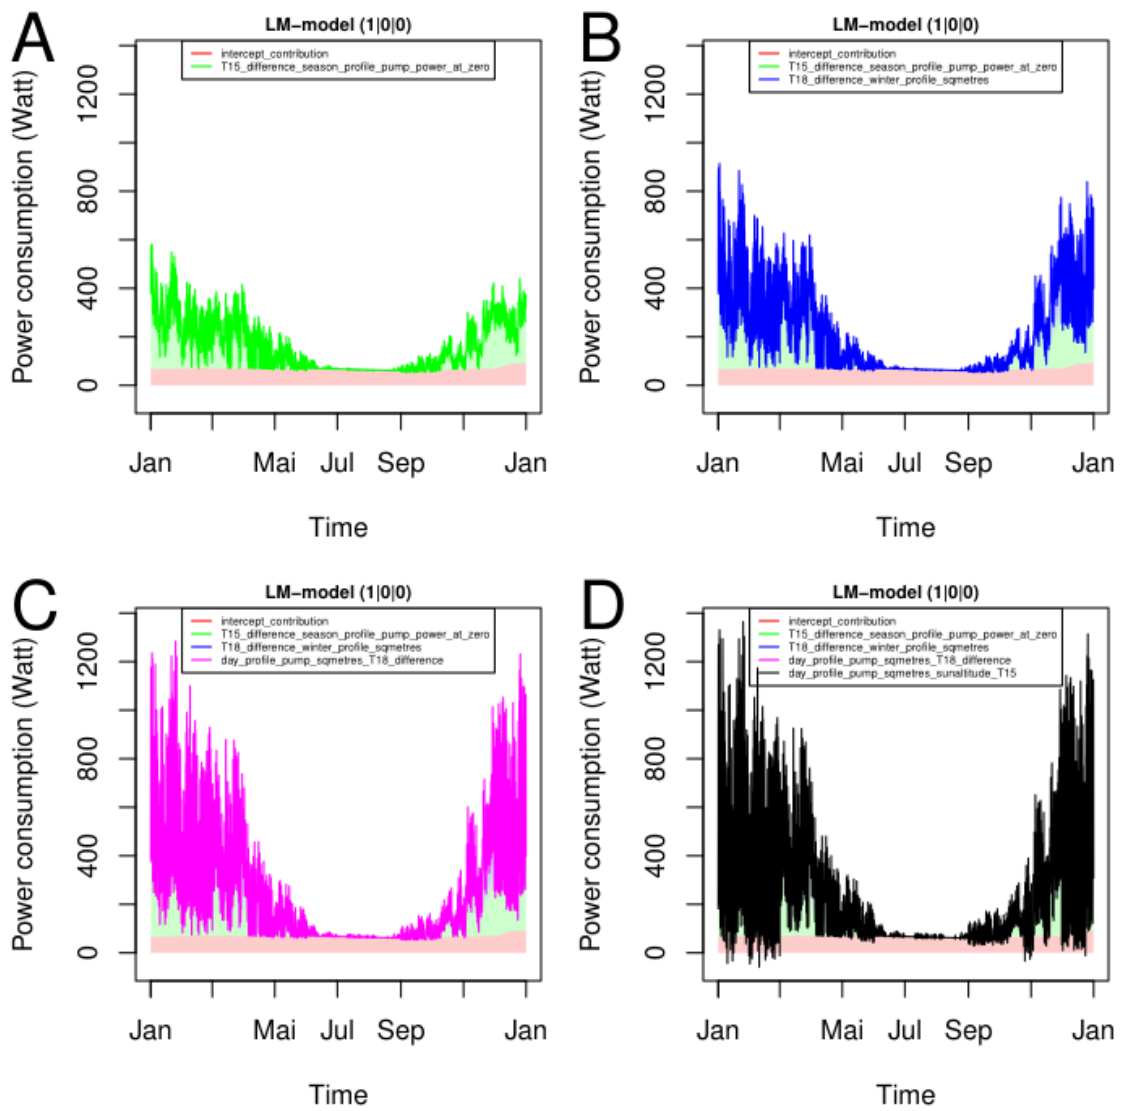 A
LM−model (1|0|0)
intercept_contribution
T15_difference_season_profile_pump_power_at_zero
Power consumption (Watt)
0
400
800
1200
Jan
Mai
Jul
Sep
Jan
Time
B
LM−model (1|0|0)
intercept_contribution
T15_difference_season_profile_pump_power_at_zero
T18_difference_winter_profile_sqmetres
Power consumption (Watt)
0
400
800
1200
Jan
Mai
Jul
Sep
Jan
Time
C
LM−model (1|0|0)
intercept_contribution
T15_difference_season_profile_pump_power_at_zero
T18_difference_winter_profile_sqmetres
day_profile_pump_sqmetres_T18_difference
Power consumption (Watt)
0
400
800
1200
Jan
Mai
Jul
Sep
Jan
Time
D
LM−model (1|0|0)
intercept_contribution
T15_difference_season_profile_pump_power_at_zero
T18_difference_winter_profile_sqmetres
day_profile_pump_sqmetres_T18_difference
day_profile_pump_sqmetres_sunaltitude_T15
Power consumption (Watt)
0
400
800
1200
Jan
Mai
Jul
Sep
Jan
Time